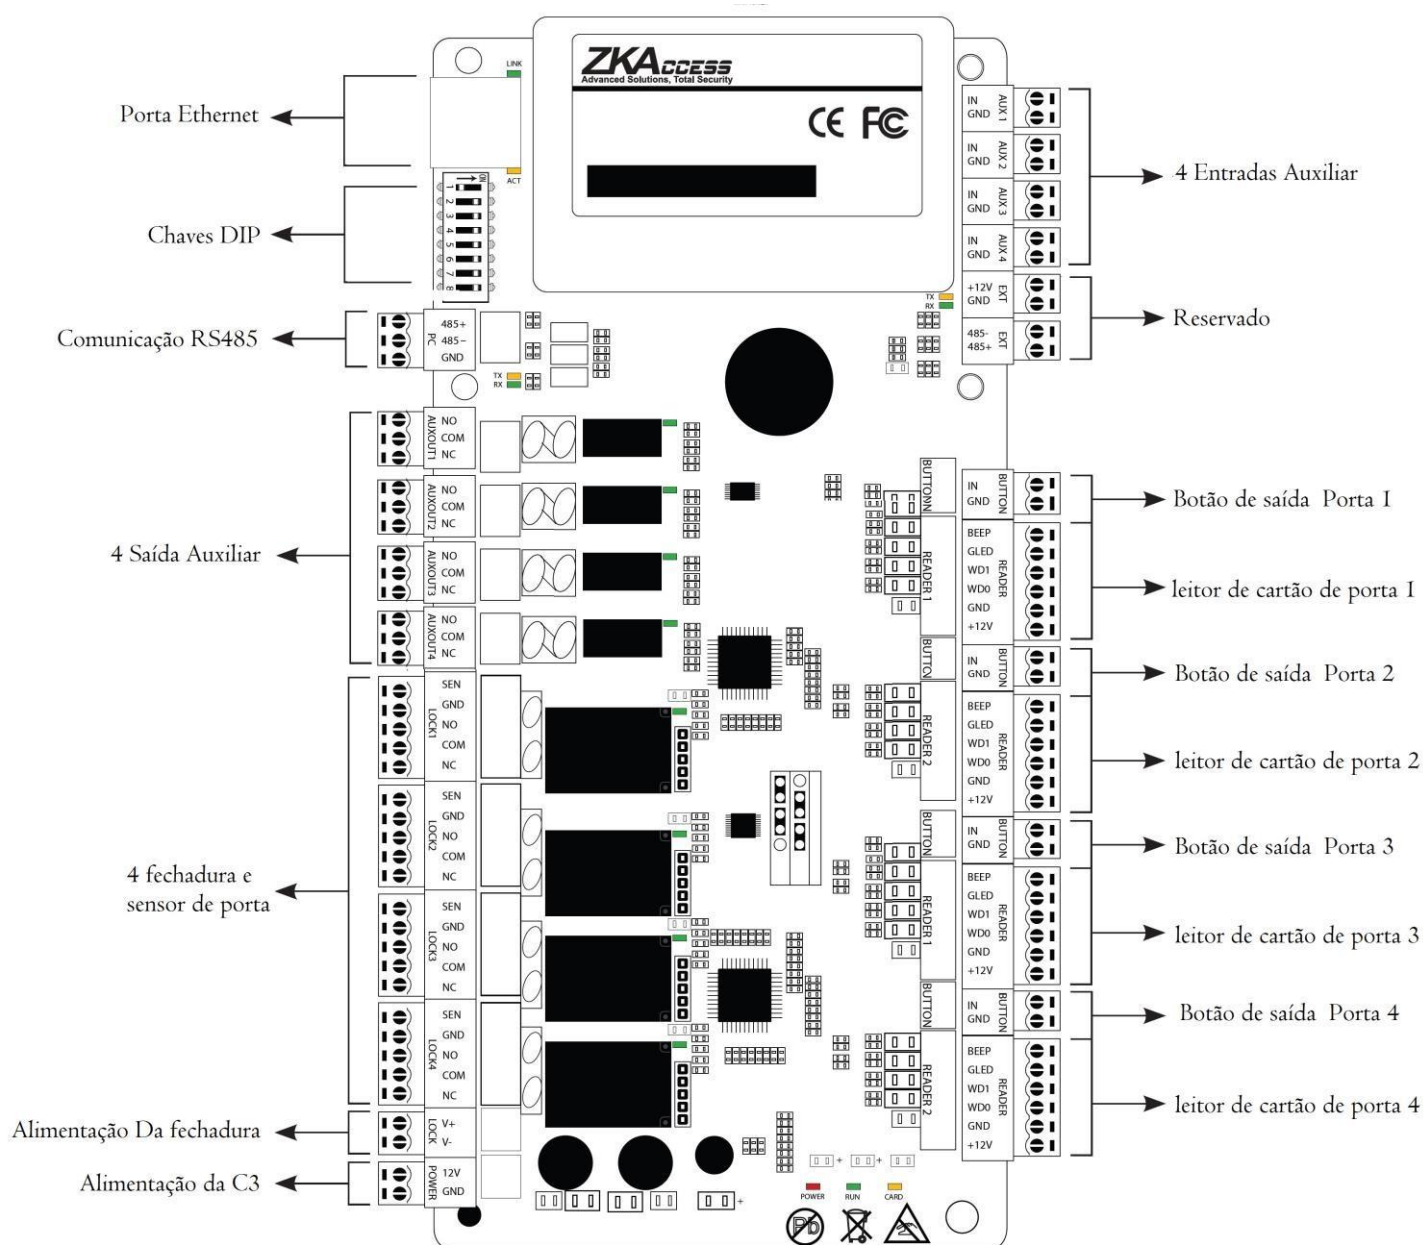 ZKACCESS
Advanced Solutions, Total Security
CE FC
LINK
ACT
Porta Ethernet
ON
1
2
3
4
5
6
7
8
Chaves DIP
485+
485-
GND
PC
Comunicação RS485
TX
RX
NO
COM
NC
AUXOUT1
NO
COM
NC
AUXOUT2
NO
COM
NC
AUXOUT3
NO
COM
NC
AUXOUT4
4 Saída Auxiliar
SEN
GND
NO
COM
NC
LOCK1
SEN
GND
NO
COM
NC
LOCK2
SEN
GND
NO
COM
NC
LOCK3
SEN
GND
NO
COM
NC
LOCK4
4 fechadura e
sensor de porta
V+
V-
LOCK
Alimentação Da fechadura
12V
GND
POWER
Alimentação da C3
IN
GND
AUX 1
IN
GND
AUX 2
IN
GND
AUX 3
IN
GND
AUX 4
4 Entradas Auxiliar
+12V
GND
EXT
485-
485+
EXT
Reservado
TX
RX
BUTTONN
IN
GND
BUTTON
Botão de saída Porta 1
READER 1
BEEP
GLED
WD1
WD0
GND
+12V
READER
leitor de cartão de porta 1
BUTTON
IN
GND
BUTTON
Botão de saída Porta 2
READER 2
BEEP
GLED
WD1
WD0
GND
+12V
READER
leitor de cartão de porta 2
BUTTON
IN
GND
BUTTON
Botão de saída Porta 3
READER 1
BEEP
GLED
WD1
WD0
GND
+12V
READER
leitor de cartão de porta 3
BUTTON
IN
GND
BUTTON
Botão de saída Porta 4
READER 2
BEEP
GLED
WD1
WD0
GND
+12V
READER
leitor de cartão de porta 4
POWER
RUN
CARD
Pb